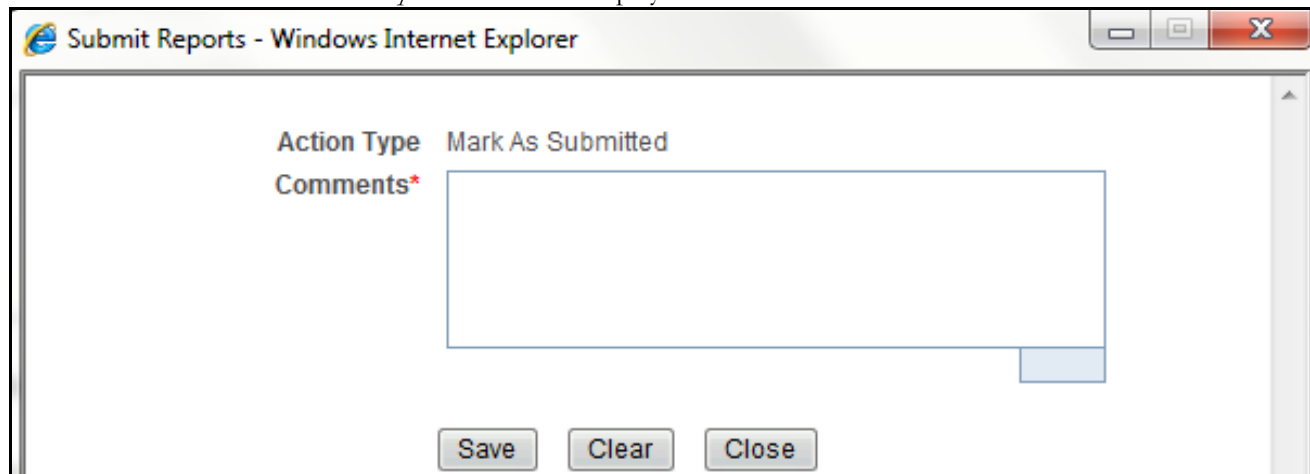 Submit Reports - Windows Internet Explorer
Action Type Mark As Submitted
Comments*
Save Clear Close